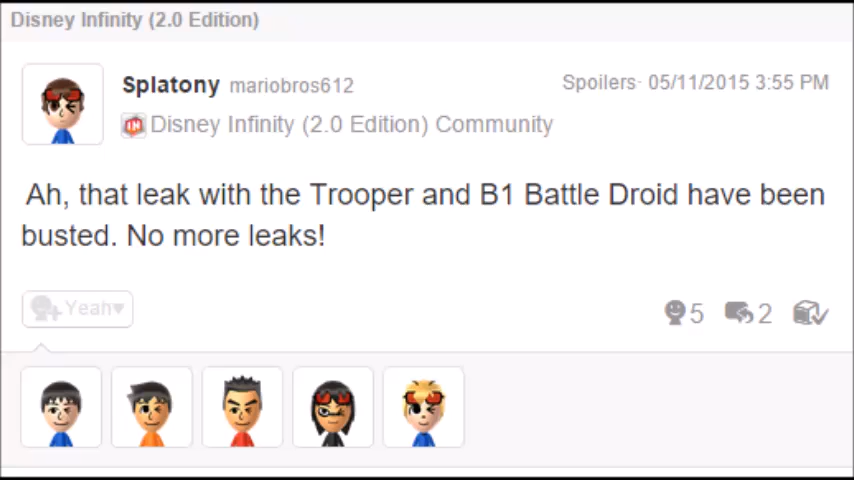 Disney Infinity (2.0 Edition)
Splatony mariobros612 Spoilers· 05/11/2015 3:55 PM
Disney Infinity (2.0 Edition) Community
Ah, that leak with the Trooper and B1 Battle Droid have been
busted. No more leaks!
Yeah♥ 5 2